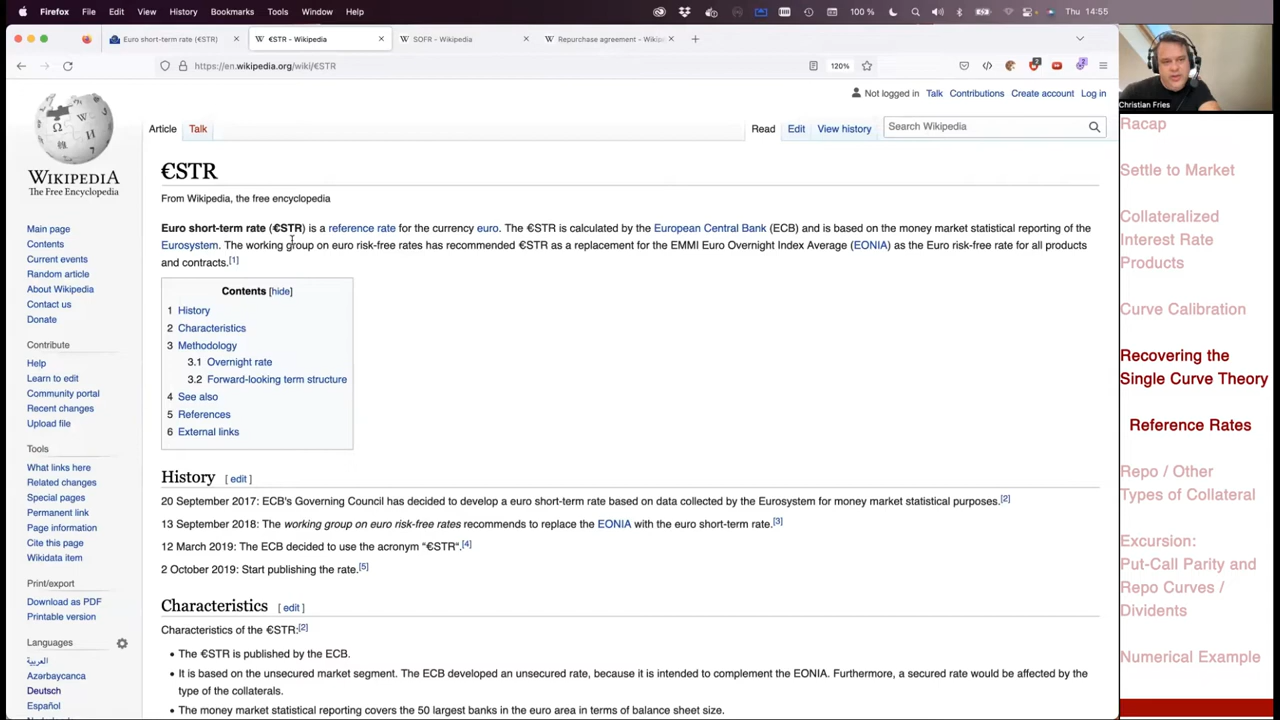 Firefox File Edit View History Bookmarks Tools Window Help 100 % Thu 14:55
Euro short-term rate (€STR) €STR - Wikipedia SOFR - Wikipedia Repurchase agreement - Wikipedia
https://en.wikipedia.org/wiki/€STR 120%
Not logged in Talk Contributions Create account Log in
Article Talk Read Edit View history Search Wikipedia
WIKIPEDIA
The Free Encyclopedia
Main page
Contents
Current events
Random article
About Wikipedia
Contact us
Donate
Contribute
Help
Learn to edit
Community portal
Recent changes
Upload file
Tools
What links here
Related changes
Special pages
Permanent link
Page information
Cite this page
Wikidata item
Print/export
Download as PDF
Printable version
Languages
العربية
Azərbaycanca
Deutsch
Español
€STR
From Wikipedia, the free encyclopedia
Euro short-term rate (€STR) is a reference rate for the currency euro. The €STR is calculated by the European Central Bank (ECB) and is based on the money market statistical reporting of the
Eurosystem. The working group on euro risk-free rates has recommended €STR as a replacement for the EMMI Euro Overnight Index Average (EONIA) as the Euro risk-free rate for all products
and contracts.[1]
Contents [hide]
1 History
2 Characteristics
3 Methodology
3.1 Overnight rate
3.2 Forward-looking term structure
4 See also
5 References
6 External links
History [ edit ]
20 September 2017: ECB's Governing Council has decided to develop a euro short-term rate based on data collected by the Eurosystem for money market statistical purposes.[2]
13 September 2018: The working group on euro risk-free rates recommends to replace the EONIA with the euro short-term rate.[3]
12 March 2019: The ECB decided to use the acronym "€STR".[4]
2 October 2019: Start publishing the rate.[5]
Characteristics [ edit ]
Characteristics of the €STR:[2]
• The €STR is published by the ECB.
• It is based on the unsecured market segment. The ECB developed an unsecured rate, because it is intended to complement the EONIA. Furthermore, a secured rate would be affected by the
type of the collaterals.
• The money market statistical reporting covers the 50 largest banks in the euro area in terms of balance sheet size.
Christian Fries
Racap
Settle to Market
Collateralized
Interest Rate
Products
Curve Calibration
Recovering the
Single Curve Theory
Reference Rates
Repo / Other
Types of Collateral
Excursion:
Put-Call Parity and
Repo Curves /
Dividents
Numerical Example